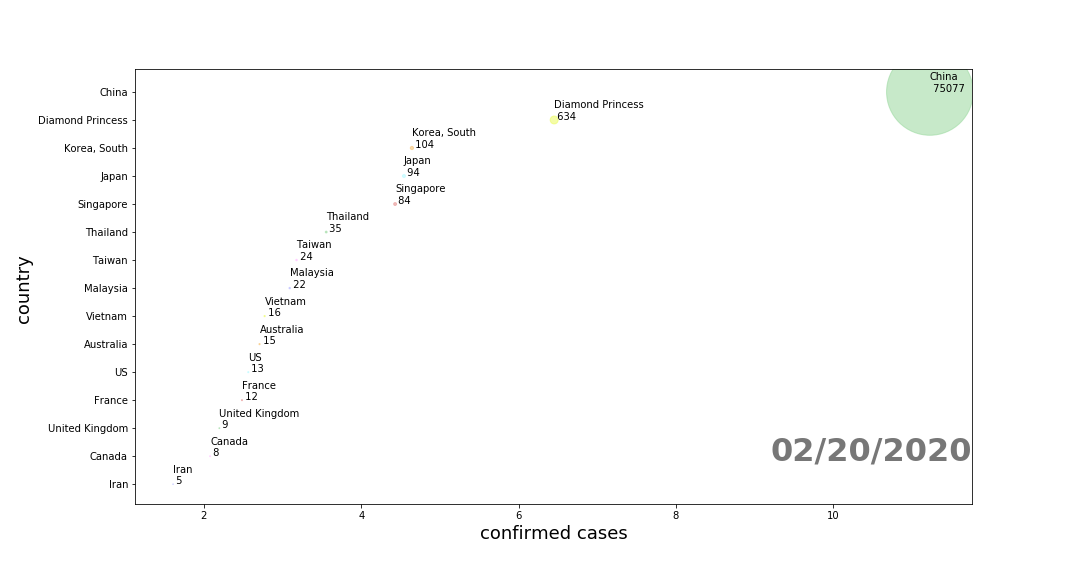 China
China
75077
Diamond Princess
Diamond Princess
634
Korea, South
Korea, South
104
Japan
Japan
94
Singapore
Singapore
84
Thailand
Thailand
35
Taiwan
Taiwan
24
Malaysia
Malaysia
22
Vietnam
Vietnam
16
Australia
Australia
15
US
US
13
France
France
12
United Kingdom
United Kingdom
9
Canada
Canada
8
Iran
Iran
5
country
02/20/2020
2 4 6 8 10
confirmed cases